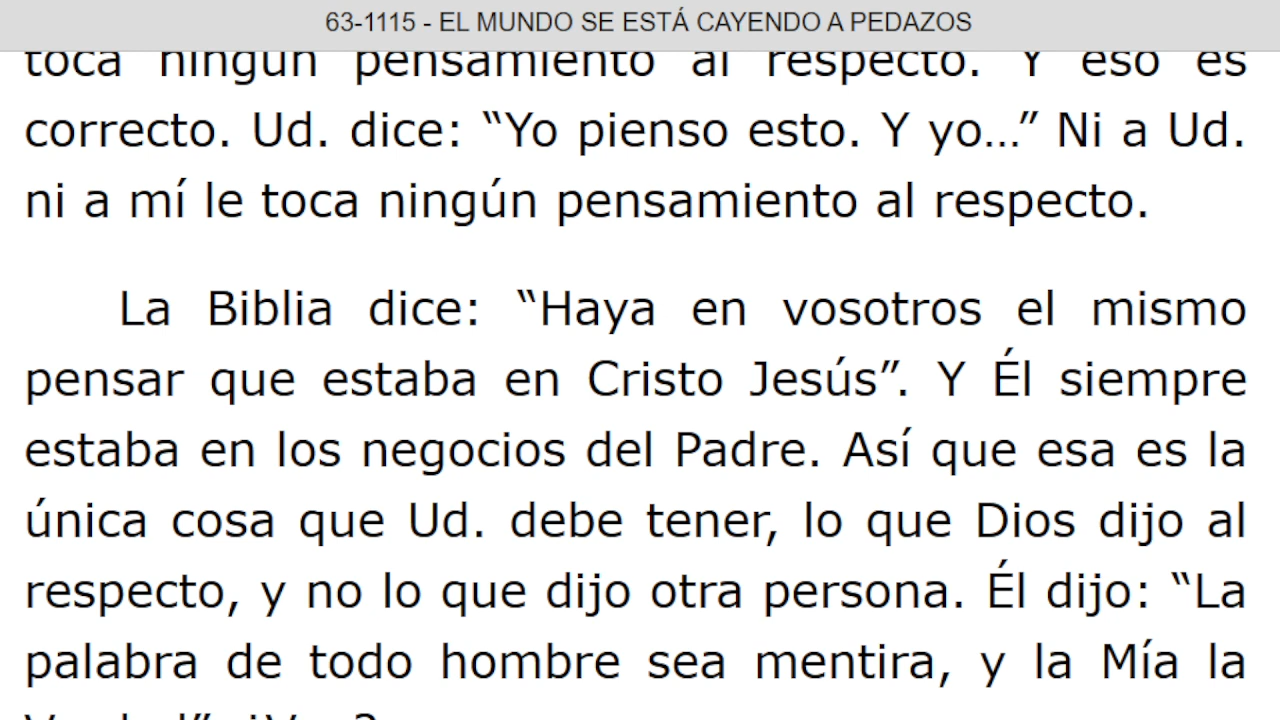 63-1115 - EL MUNDO SE ESTÁ CAYENDO A PEDAZOS
toca ningún pensamiento al respecto. Y eso es
correcto. Ud. dice: “Yo pienso esto. Y yo…” Ni a Ud.
ni a mí le toca ningún pensamiento al respecto.
La Biblia dice: “Haya en vosotros el mismo
pensar que estaba en Cristo Jesús”. Y Él siempre
estaba en los negocios del Padre. Así que esa es la
única cosa que Ud. debe tener, lo que Dios dijo al
respecto, y no lo que dijo otra persona. Él dijo: “La
palabra de todo hombre sea mentira, y la Mía la